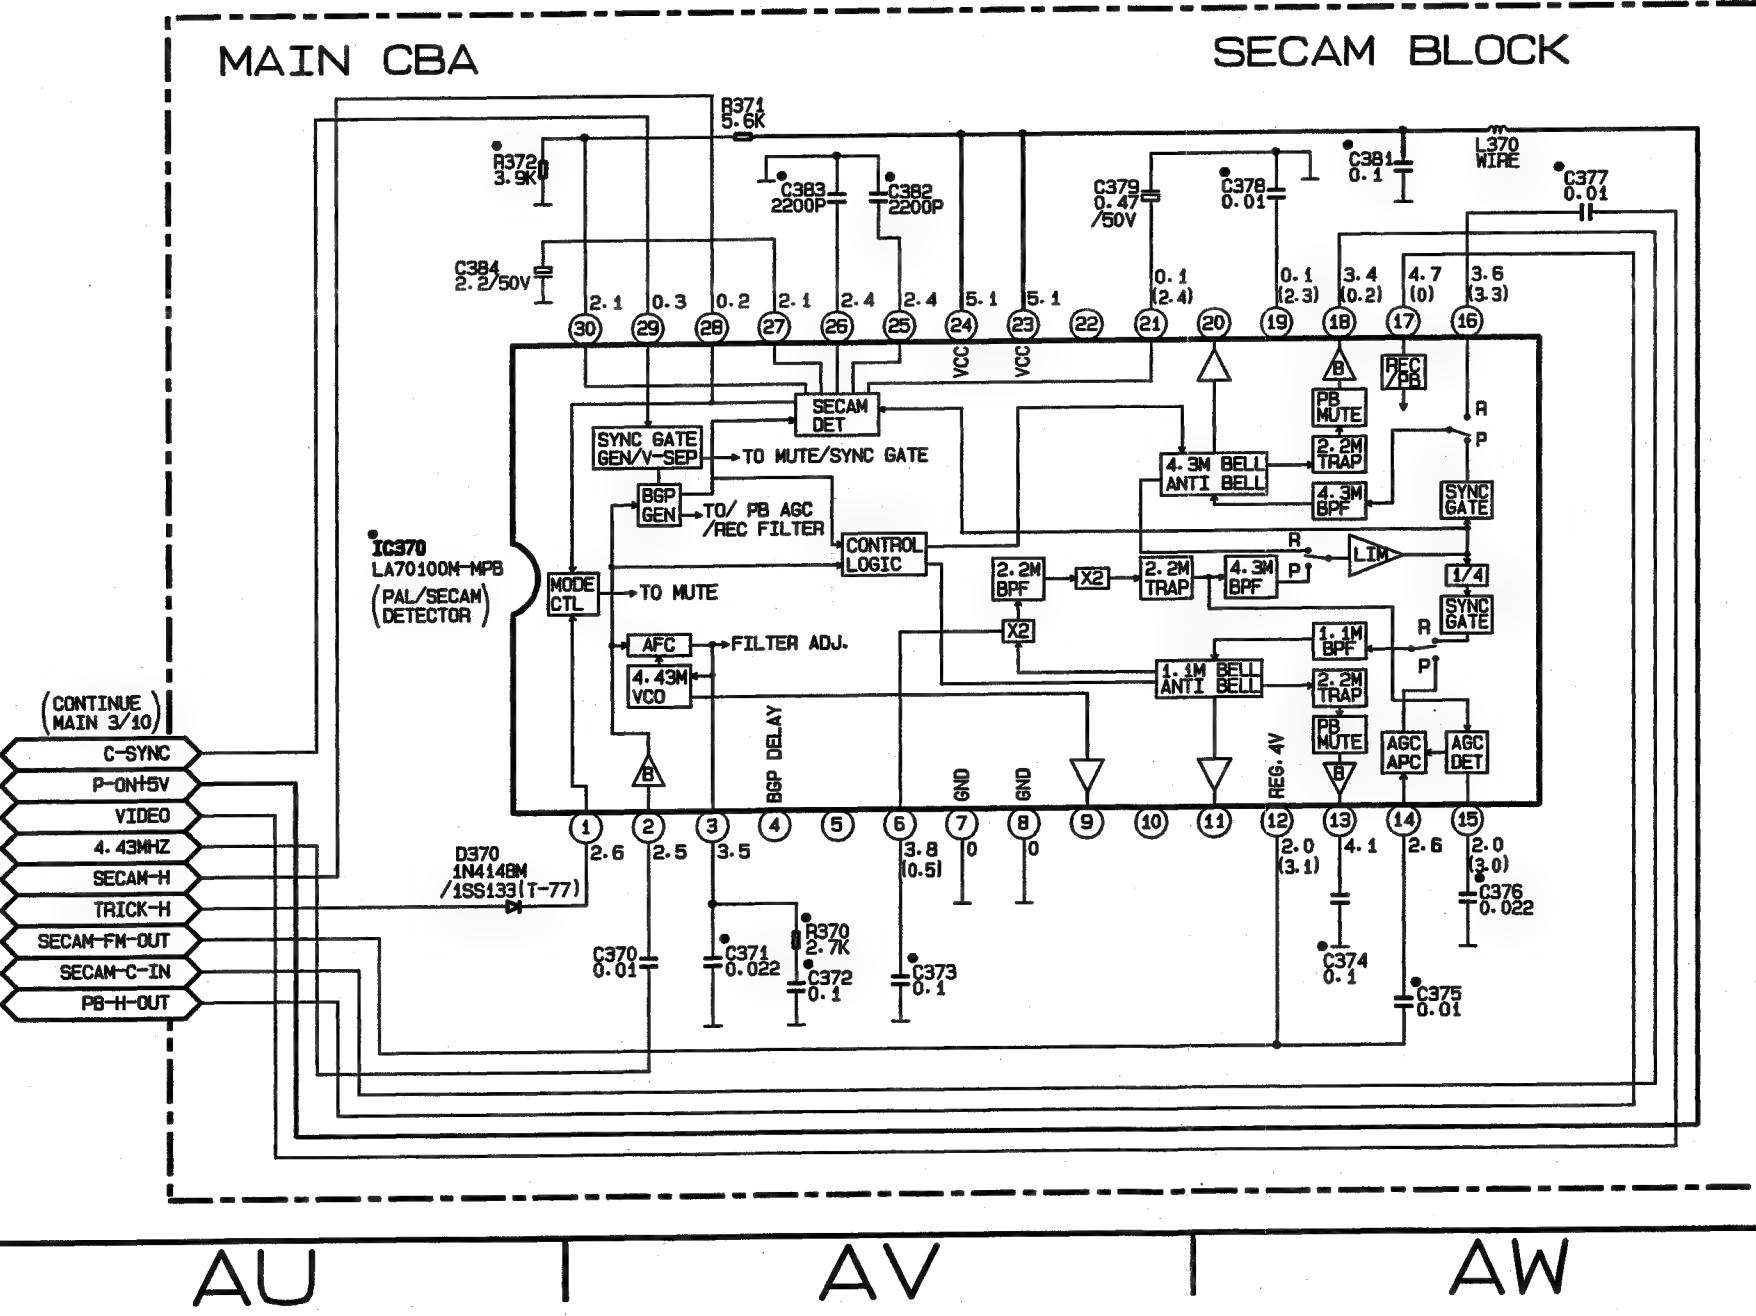 MAIN CBA
SECAM BLOCK
R371
5.6K
R372
3.9K
C383
2200P
C382
2200P
C379
0.47
/50V
C378
0.01
C381
0.1
L370
WIRE
C377
0.01
C384
2.2/50V
2.1
0.3
0.2
2.1
2.4
2.4
5.1
5.1
0.1
(2.4)
0.1
(2.3)
3.4
(0.2)
4.7
(0)
3.6
(3.3)
30
29
28
27
26
25
24
23
22
21
20
19
18
17
16
VCC
VCC
B
REC
/PB
SECAM
DET
PB
MUTE
R
P
SYNC GATE
GEN/V-SEP
TO MUTE/SYNC GATE
2.2M
TRAP
4.3M BELL
ANTI BELL
BGP
GEN
TO/ PB AGC
/REC FILTER
4.3M
BPF
SYNC
GATE
IC370
LA70100M-MPB
(PAL/SECAM)
DETECTOR
CONTROL
LOGIC
R
P
LIM
2.2M
BPF
X2
2.2M
TRAP
4.3M
BPF
1/4
MODE
CTL
TO MUTE
SYNC
GATE
X2
AFC
FILTER ADJ.
1.1M
BPF
R
P
4.43M
VCO
1.1M BELL
ANTI BELL
2.2M
TRAP
(CONTINUE
MAIN 3/10)
PB
MUTE
AGC
APC
AGC
DET
B
BGP DELAY
GND
GND
REG.4V
B
C-SYNC
P-ON+5V
VIDEO
4.43MHZ
SECAM-H
TRICK-H
SECAM-FM-OUT
SECAM-C-IN
PB-H-OUT
1
2
3
4
5
6
7
8
9
10
11
12
13
14
15
2.6
2.5
3.5
3.8
(0.5)
0
0
2.0
(3.1)
4.1
2.6
2.0
(3.0)
D370
1N4148M
/1SS133(T-77)
C376
0.022
C370
0.01
C371
0.022
R370
2.7K
C372
0.1
C373
0.1
C374
0.1
C375
0.01
AU
AV
AW